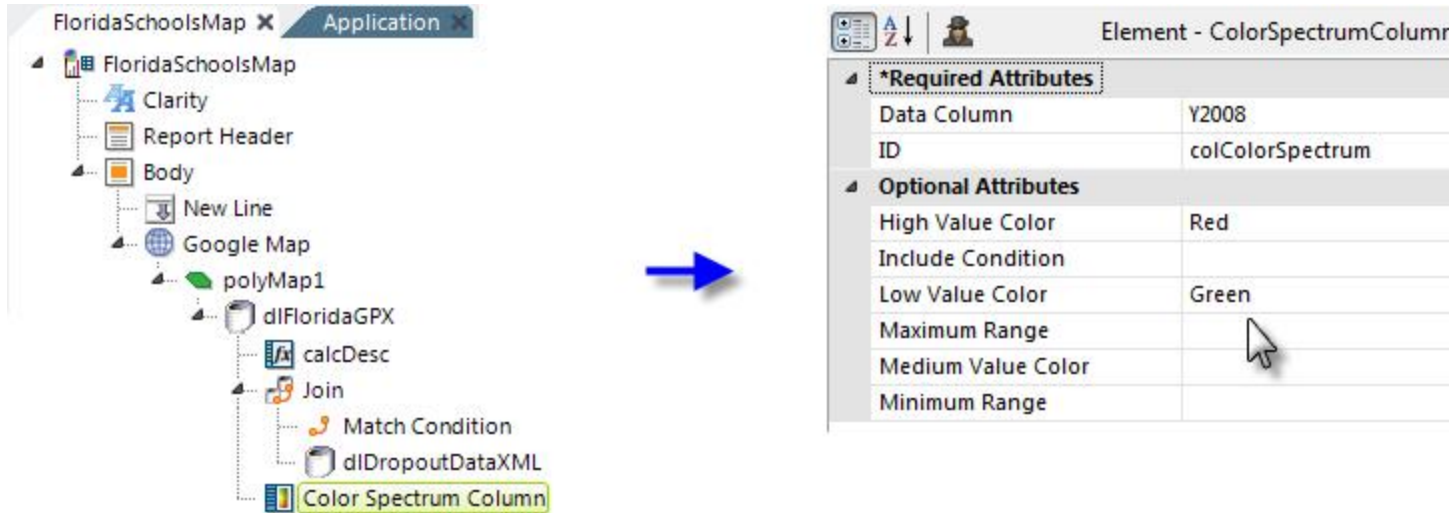 FloridaSchoolsMap
Application
FloridaSchoolsMap
Clarity
Report Header
Body
New Line
Google Map
polyMap1
dlFloridaGPX
calcDesc
Join
Match Condition
dlDropoutDataXML
Color Spectrum Column
Element - ColorSpectrumColumn
*Required Attributes
Data Column Y2008
ID colColorSpectrum
Optional Attributes
High Value Color Red
Include Condition
Low Value Color Green
Maximum Range
Medium Value Color
Minimum Range